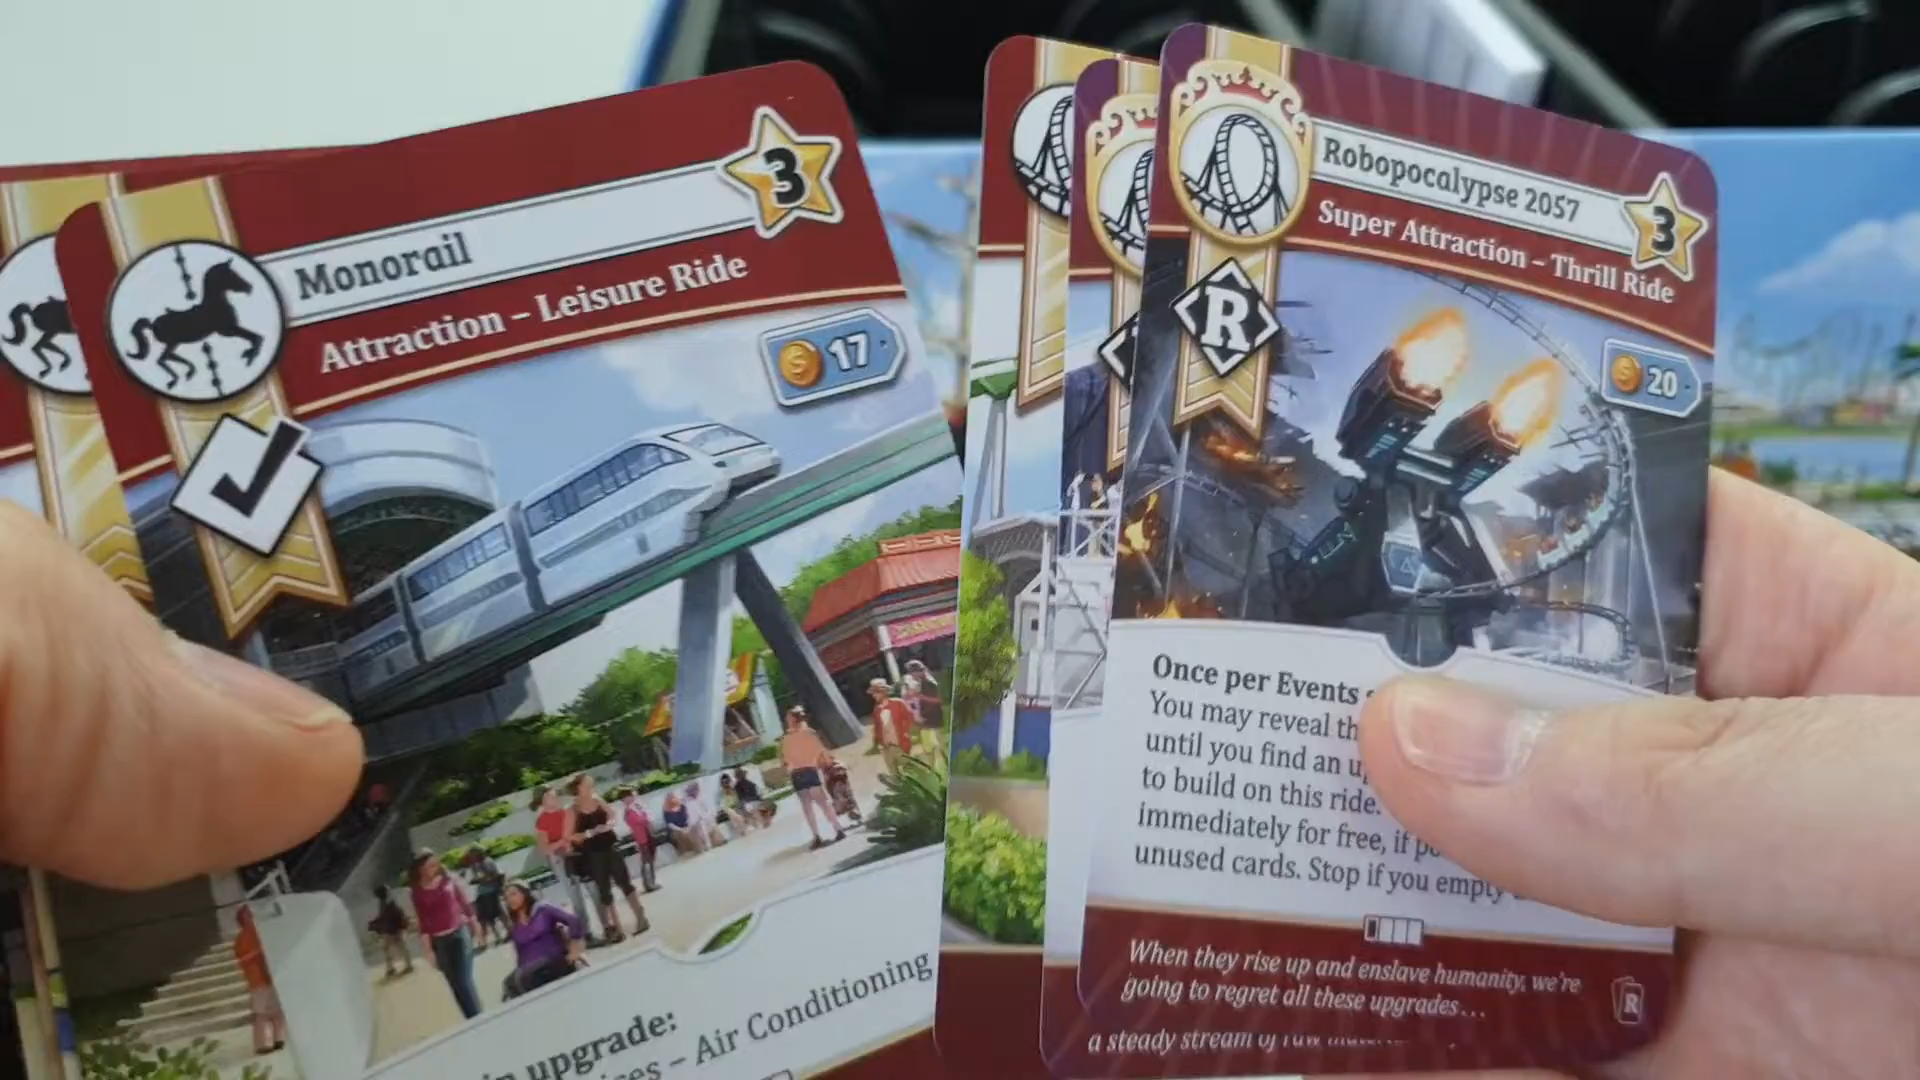 Monorail
3
Attraction – Leisure Ride
17
upgrade:
– Air Conditioning
Robopocalypse 2057
3
Super Attraction – Thrill Ride
R
20
Once per Events
You may reveal
until you find an
to build on this ride.
immediately for free, if
unused cards. Stop if you empty
When they rise up and enslave humanity, we're
going to regret all these upgrades...
R
a steady stream of raw